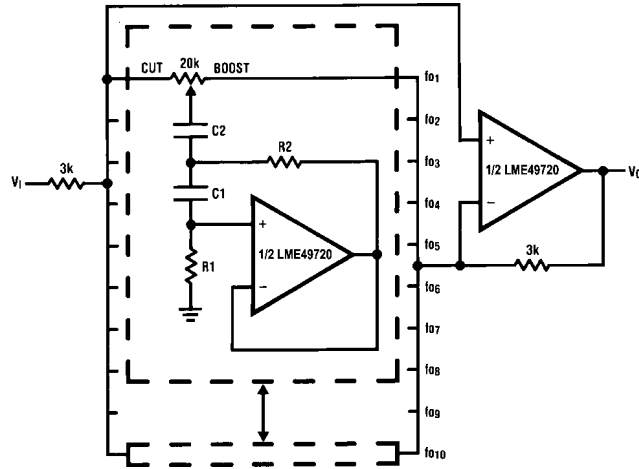 20k
CUT
BOOST
fo1
C2
fo2
R2
fo3
3k
VI
C1
fo4
+
1/2 LME49720
−
VO
+
1/2 LME49720
−
fo5
R1
3k
fo6
fo7
fo8
fo9
fo10